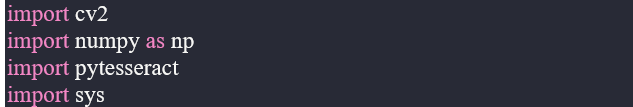 import cv2
import numpy as np
import pytesseract
import sys